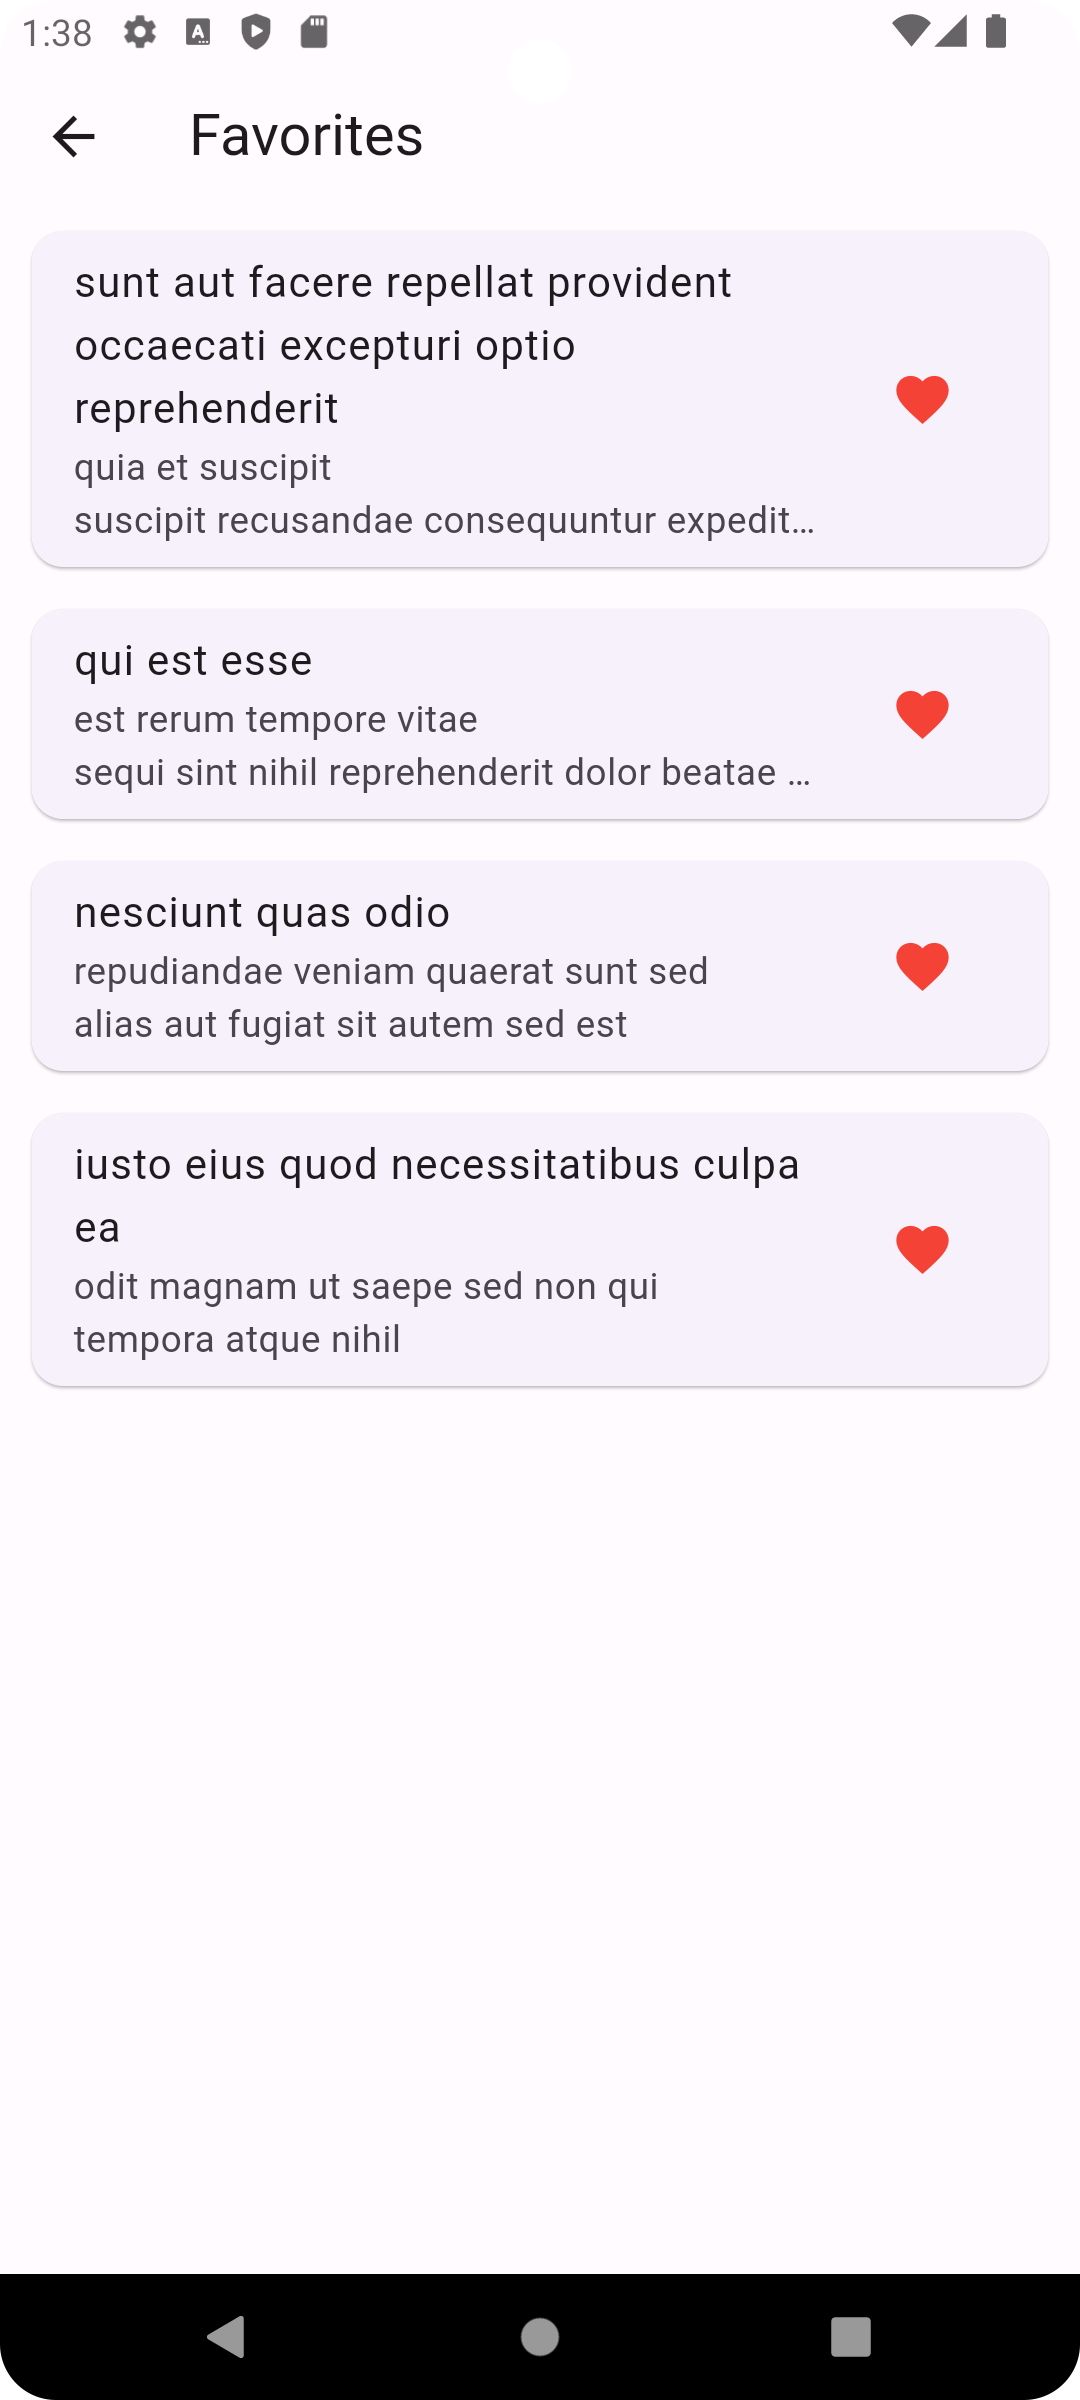 1:38
Favorites
sunt aut facere repellat provident
occaecati excepturi optio
reprehenderit
quia et suscipit
suscipit recusandae consequuntur expedit…
qui est esse
est rerum tempore vitae
sequi sint nihil reprehenderit dolor beatae …
nesciunt quas odio
repudiandae veniam quaerat sunt sed
alias aut fugiat sit autem sed est
iusto eius quod necessitatibus culpa
ea
odit magnam ut saepe sed non qui
tempora atque nihil